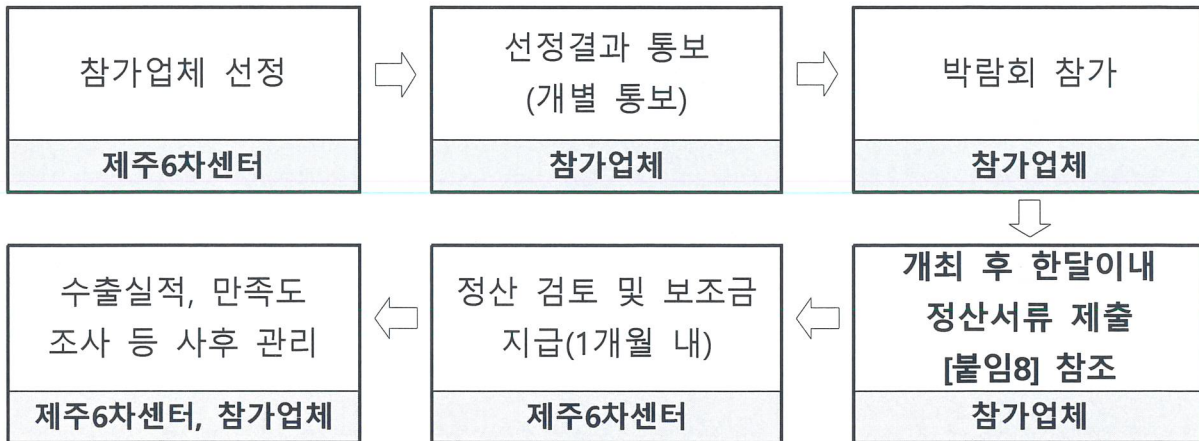 참가업체 선정
제주6차센터
선정결과 통보
(개별 통보)
참가업체
박람회 참가
참가업체
개최 후 한달이내
정산서류 제출
[붙임8] 참조
참가업체
정산 검토 및 보조금
지급(1개월 내)
제주6차센터
수출실적, 만족도
조사 등 사후 관리
제주6차센터, 참가업체